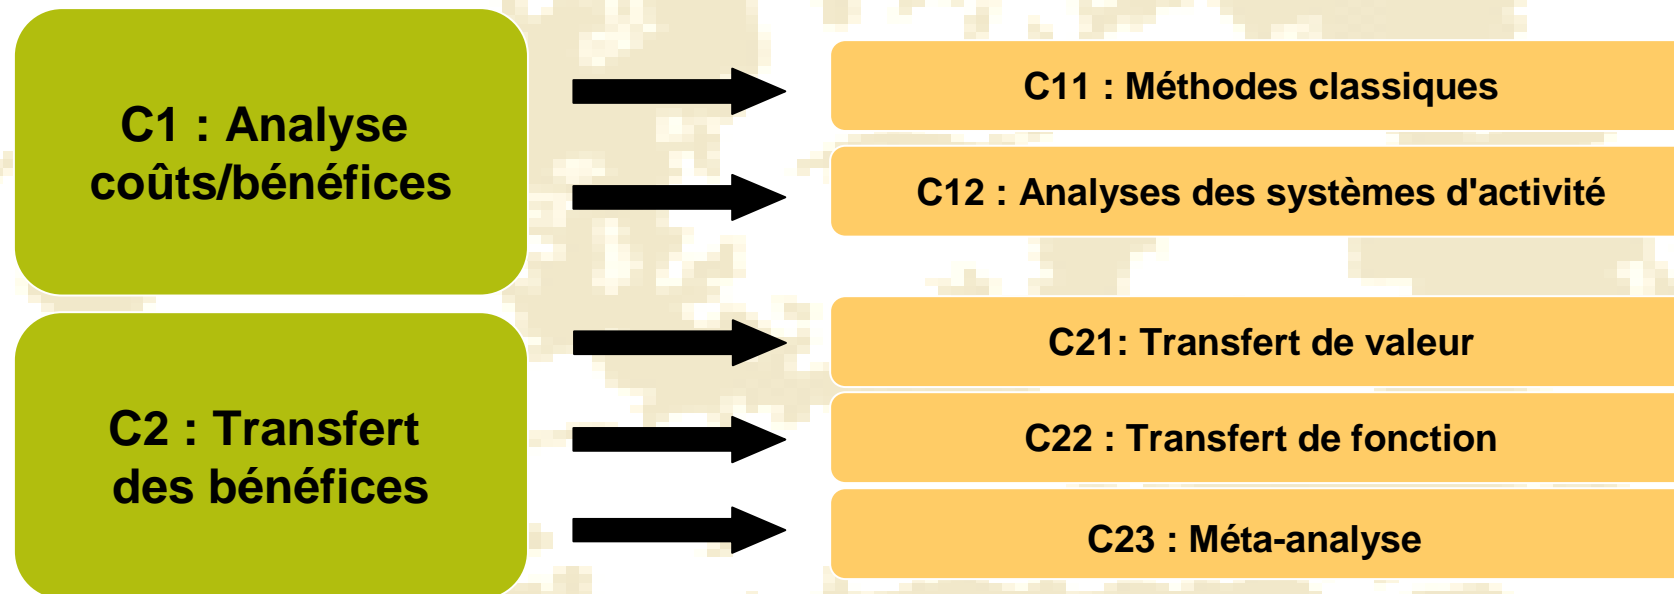 C1 : Analyse
coûts/bénéfices
C11 : Méthodes classiques
C12 : Analyses des systèmes d'activité
C2 : Transfert
des bénéfices
C21: Transfert de valeur
C22 : Transfert de fonction
C23 : Méta-analyse